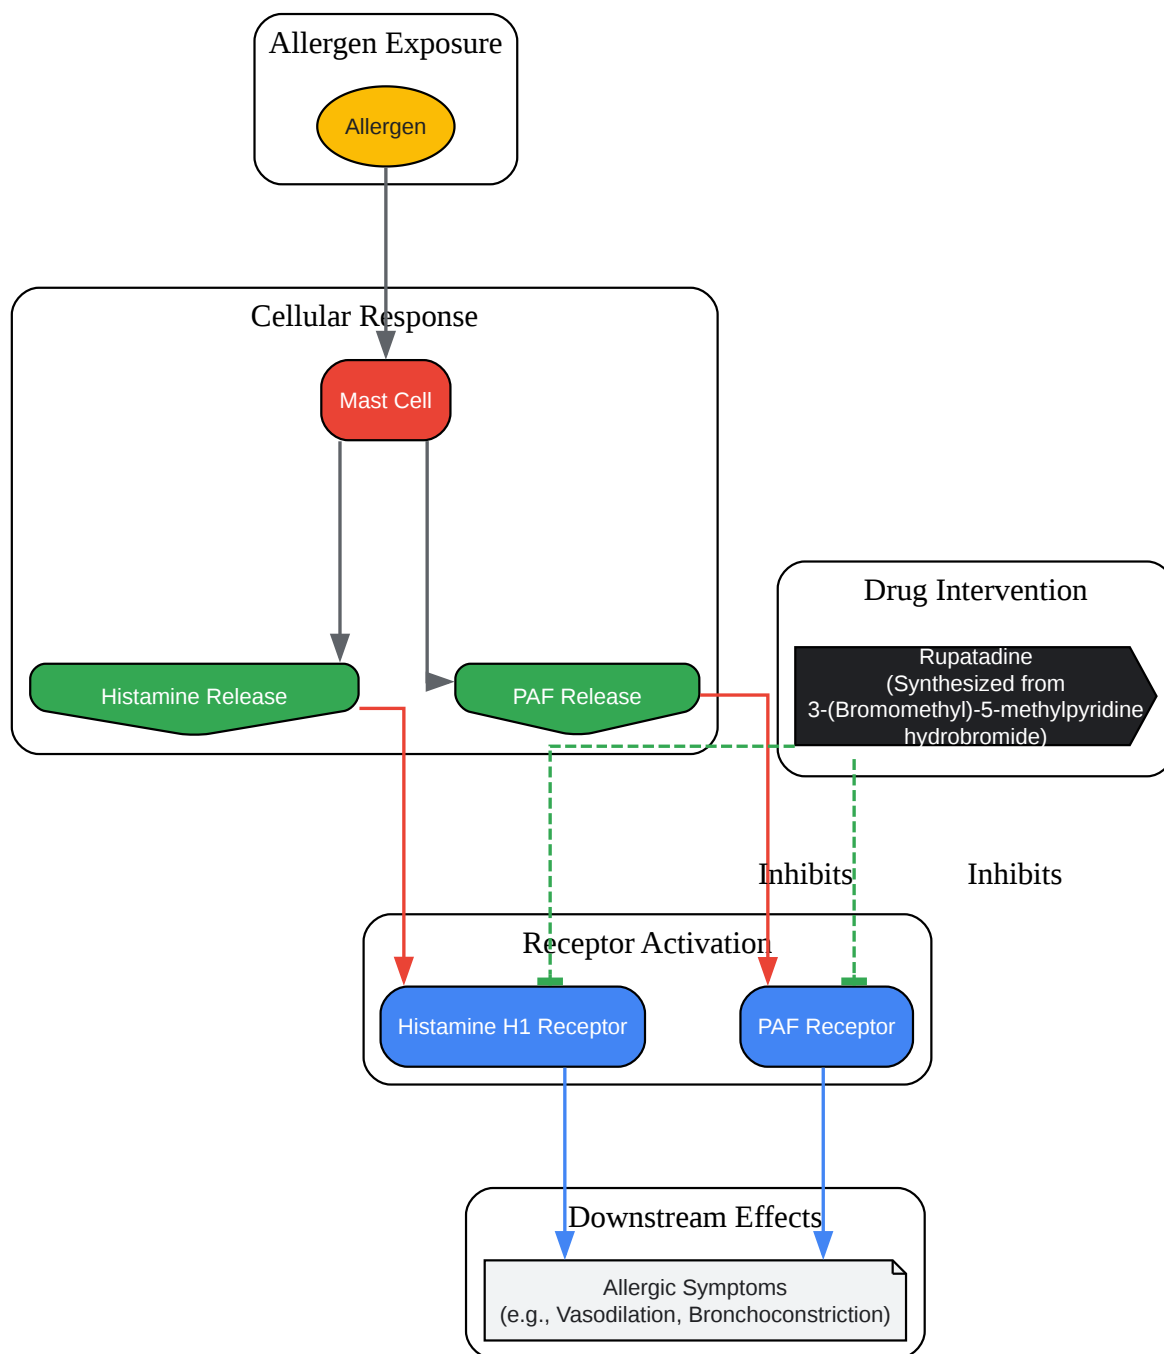 Allergen Exposure
Allergen
Cellular Response
Mast Cell
Histamine Release
PAF Release
Drug Intervention
Rupatadine
(Synthesized from
3-(Bromomethyl)-5-methylpyridine
hydrobromide)
Inhibits
Inhibits
Receptor Activation
Histamine H1 Receptor
PAF Receptor
Downstream Effects
Allergic Symptoms
(e.g., Vasodilation, Bronchoconstriction)